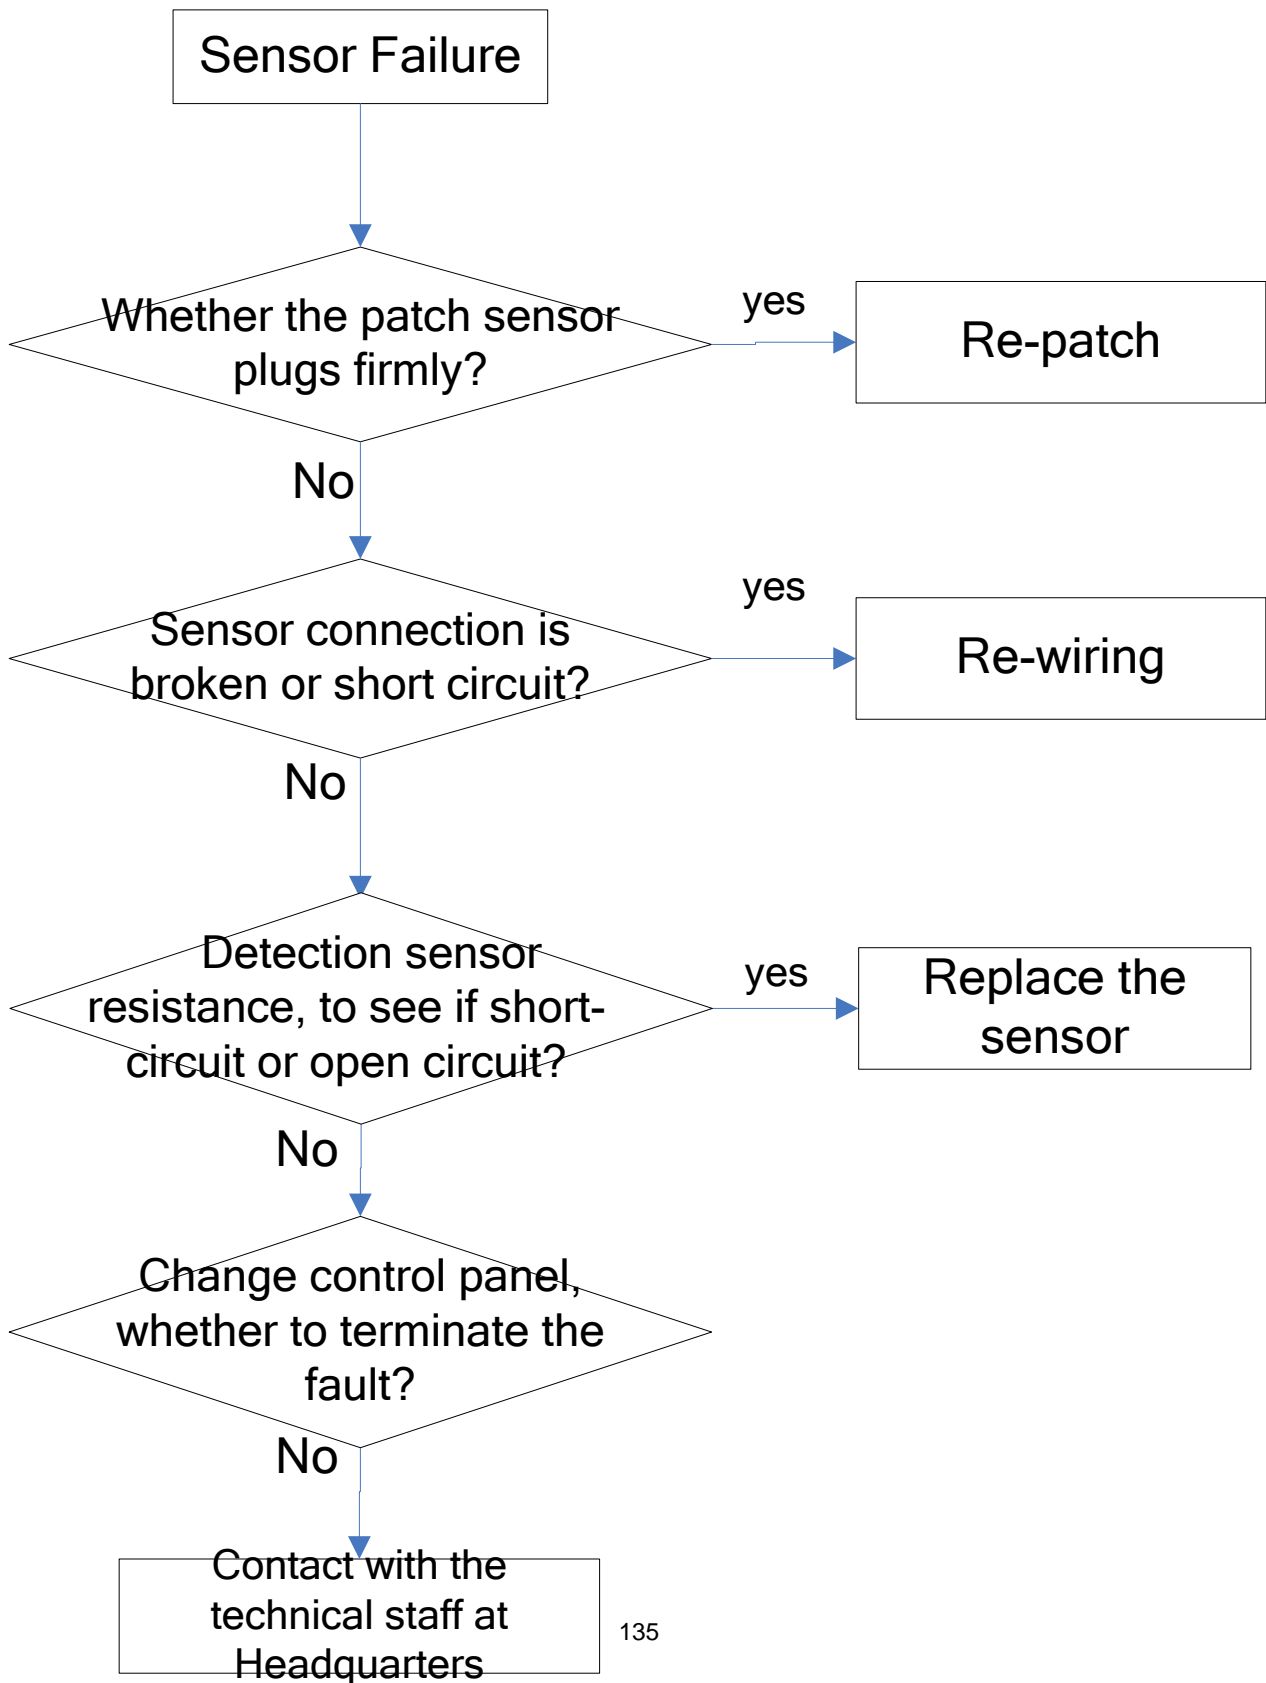 Sensor Failure
Whether the patch sensor
plugs firmly?
yes
Re-patch
No
Sensor connection is
broken or short circuit?
yes
Re-wiring
No
Detection sensor
resistance, to see if short-
circuit or open circuit?
yes
Replace the
sensor
No
Change control panel,
whether to terminate the
fault?
No
Contact with the
technical staff at
Headquarters
135